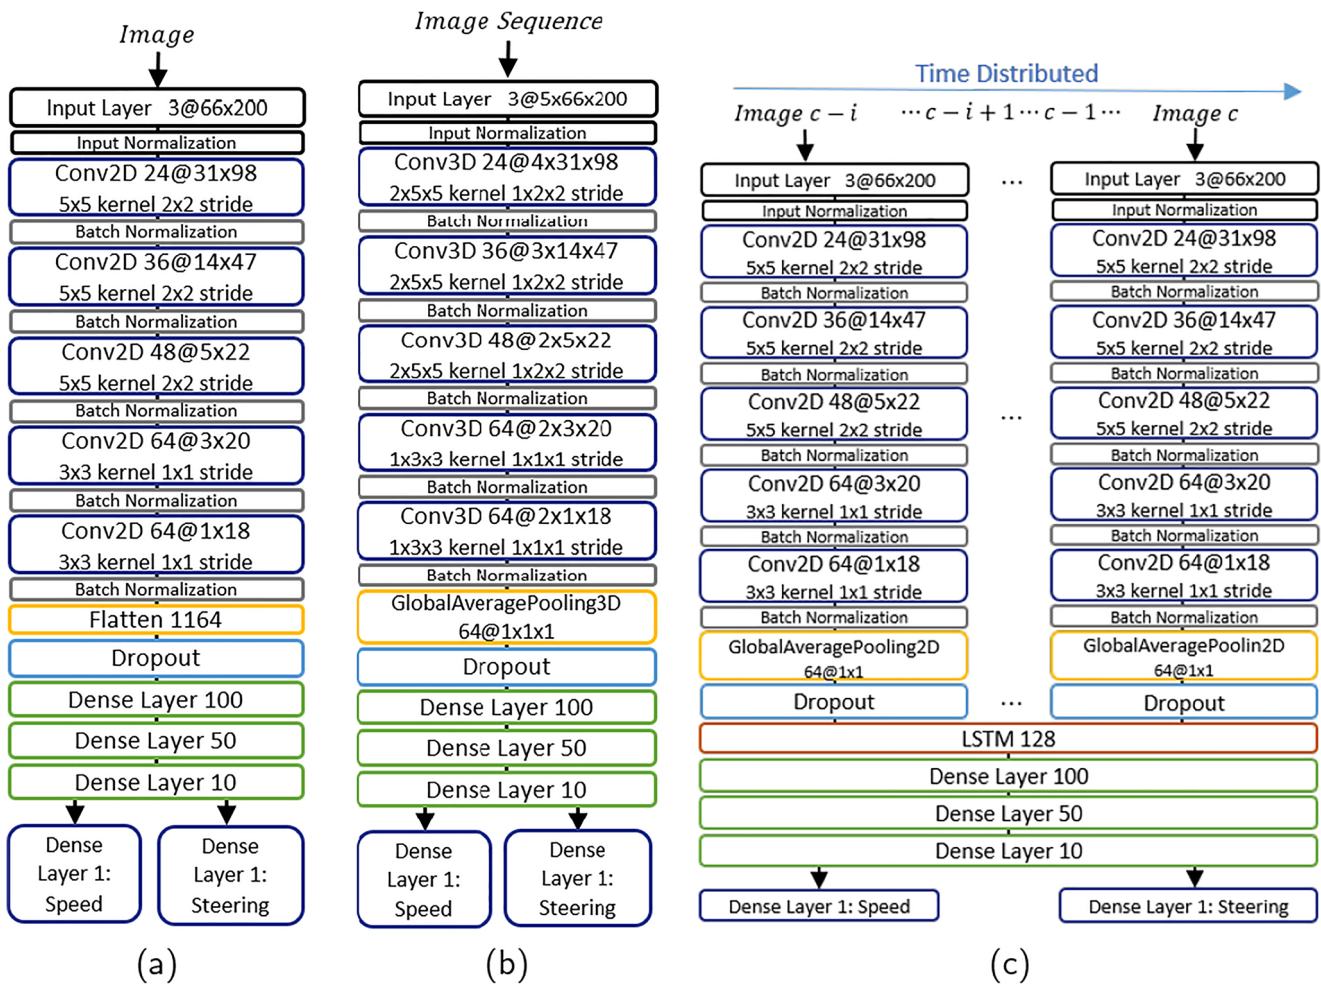 Image
Input Layer 3@66x200
Input Normalization
Conv2D 24@31x98
5x5 kernel 2x2 stride
Batch Normalization
Conv2D 36@14x47
5x5 kernel 2x2 stride
Batch Normalization
Conv2D 48@5x22
5x5 kernel 2x2 stride
Batch Normalization
Conv2D 64@3x20
3x3 kernel 1x1 stride
Batch Normalization
Conv2D 64@1x18
3x3 kernel 1x1 stride
Batch Normalization
Flatten 1164
Dropout
Dense Layer 100
Dense Layer 50
Dense Layer 10
Dense
Layer 1:
Speed
Dense
Layer 1:
Steering
(a)
Image Sequence
Input Layer 3@5x66x200
Input Normalization
Conv3D 24@4x31x98
2x5x5 kernel 1x2x2 stride
Batch Normalization
Conv3D 36@3x14x47
2x5x5 kernel 1x2x2 stride
Batch Normalization
Conv3D 48@2x5x22
2x5x5 kernel 1x2x2 stride
Batch Normalization
Conv3D 64@2x3x20
1x3x3 kernel 1x1x1 stride
Batch Normalization
Conv3D 64@2x1x18
1x3x3 kernel 1x1x1 stride
Batch Normalization
GlobalAveragePooling3D
64@1x1x1
Dropout
Dense Layer 100
Dense Layer 50
Dense Layer 10
Dense
Layer 1:
Speed
Dense
Layer 1:
Steering
(b)
Time Distributed
Image c − i ⋯ c − i + 1 ⋯ c − 1 ⋯ Image c
Input Layer 3@66x200
Input Normalization
Conv2D 24@31x98
5x5 kernel 2x2 stride
Batch Normalization
Conv2D 36@14x47
5x5 kernel 2x2 stride
Batch Normalization
Conv2D 48@5x22
5x5 kernel 2x2 stride
Batch Normalization
Conv2D 64@3x20
3x3 kernel 1x1 stride
Batch Normalization
Conv2D 64@1x18
3x3 kernel 1x1 stride
Batch Normalization
GlobalAveragePooling2D
64@1x1
Dropout
...
...
...
Input Layer 3@66x200
Input Normalization
Conv2D 24@31x98
5x5 kernel 2x2 stride
Batch Normalization
Conv2D 36@14x47
5x5 kernel 2x2 stride
Batch Normalization
Conv2D 48@5x22
5x5 kernel 2x2 stride
Batch Normalization
Conv2D 64@3x20
3x3 kernel 1x1 stride
Batch Normalization
Conv2D 64@1x18
3x3 kernel 1x1 stride
Batch Normalization
GlobalAveragePoolin2D
64@1x1
Dropout
LSTM 128
Dense Layer 100
Dense Layer 50
Dense Layer 10
Dense Layer 1: Speed
Dense Layer 1: Steering
(c)